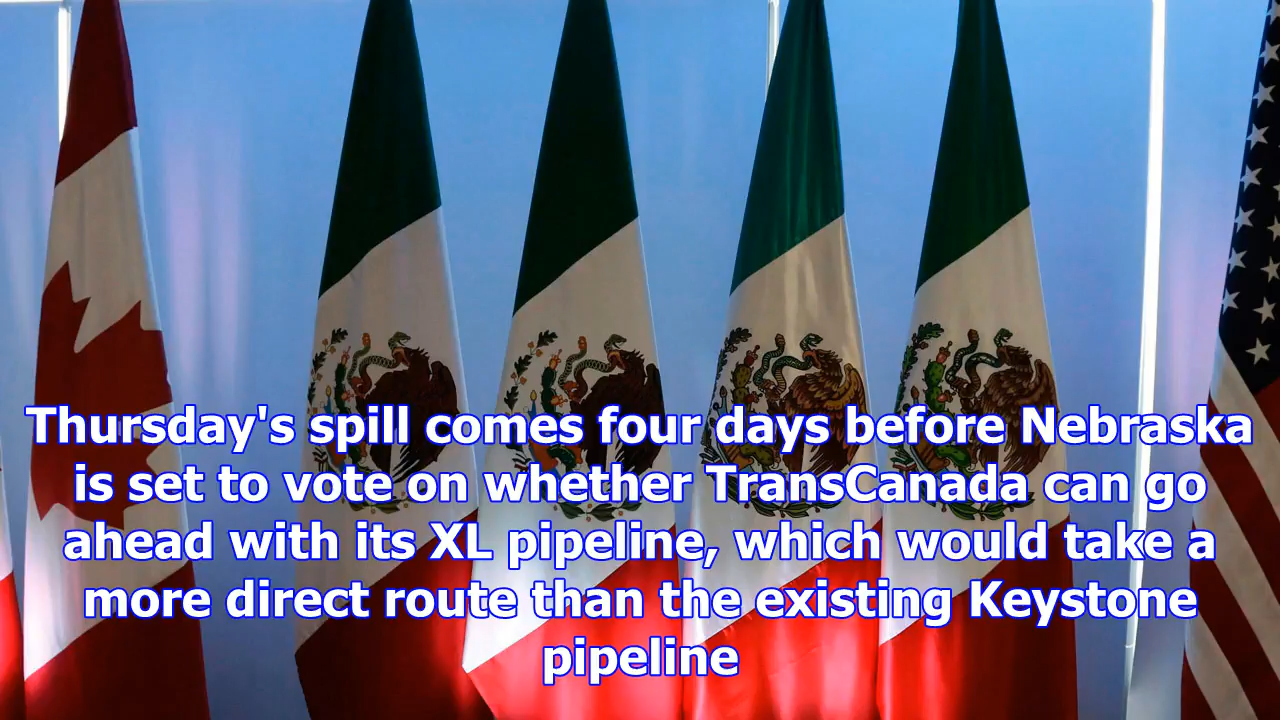 Thursday's spill comes four days before Nebraska
is set to vote on whether TransCanada can go
ahead with its XL pipeline, which would take a
more direct route than the existing Keystone
pipeline